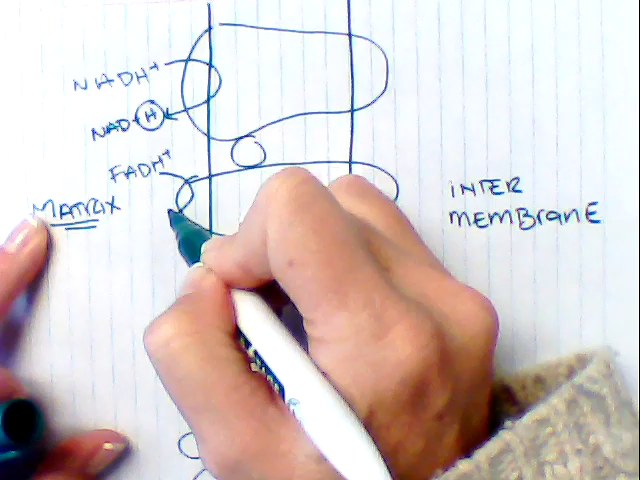 NADH+
NAD+ H
FADH+
MATRIX
INTER
MEMBRANE